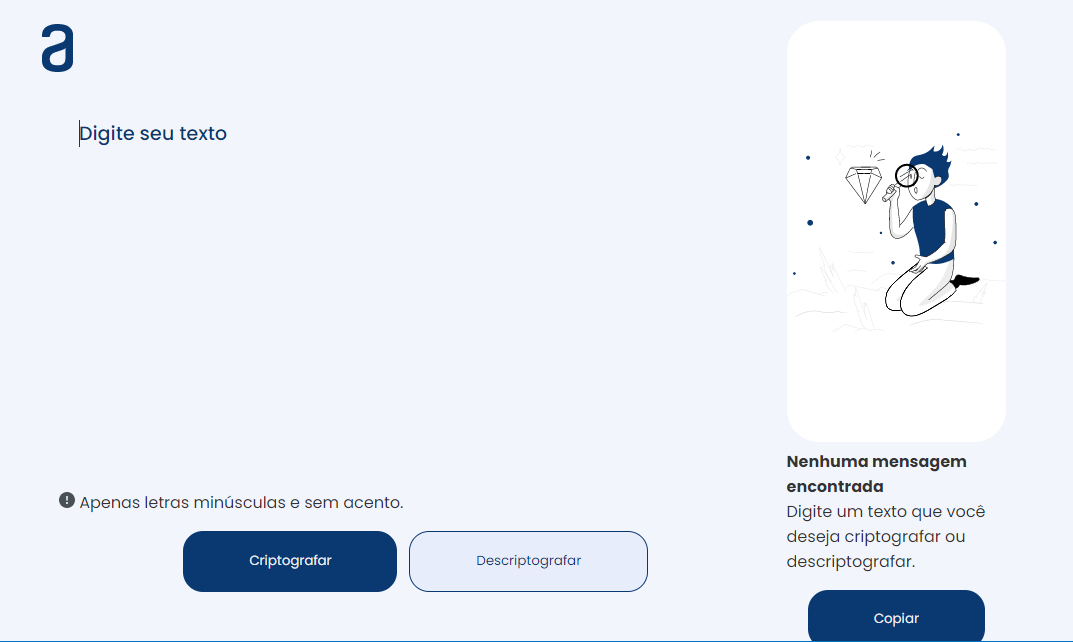 a
Digite seu texto
Apenas letras minúsculas e sem acento.
Criptografar
Descriptografar
Nenhuma mensagem
encontrada
Digite um texto que você
deseja criptografar ou
descriptografar.
Copiar